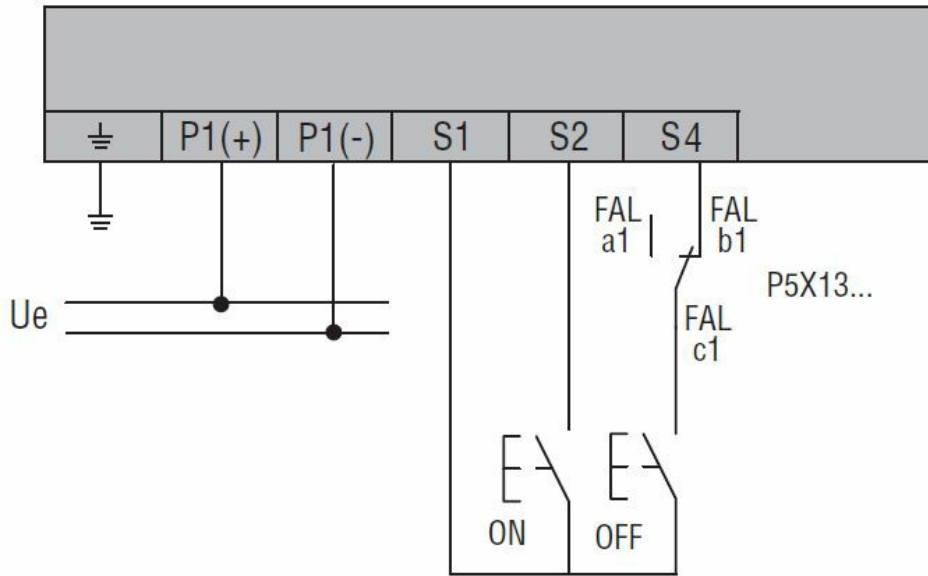 P1(+) P1(-) S1 S2 S4
FAL
a1
FAL
b1
P5X13...
Ue
FAL
c1
ON
OFF